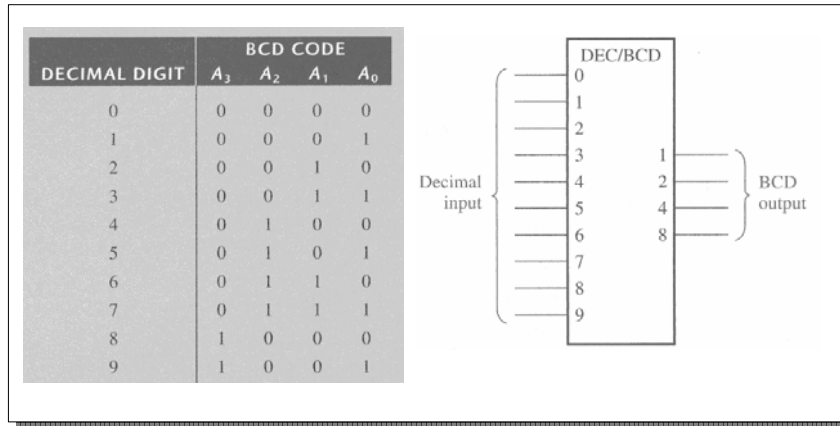 BCD CODE
DECIMAL DIGIT A3 A2 A1 A0
0 0 0 0 0
1 0 0 0 1
2 0 0 1 0
3 0 0 1 1
4 0 1 0 0
5 0 1 0 1
6 0 1 1 0
7 0 1 1 1
8 1 0 0 0
9 1 0 0 1
DEC/BCD
0
1
2
3 1
4 2
5 4
6 8
7
8
9
Decimal
input
BCD
output